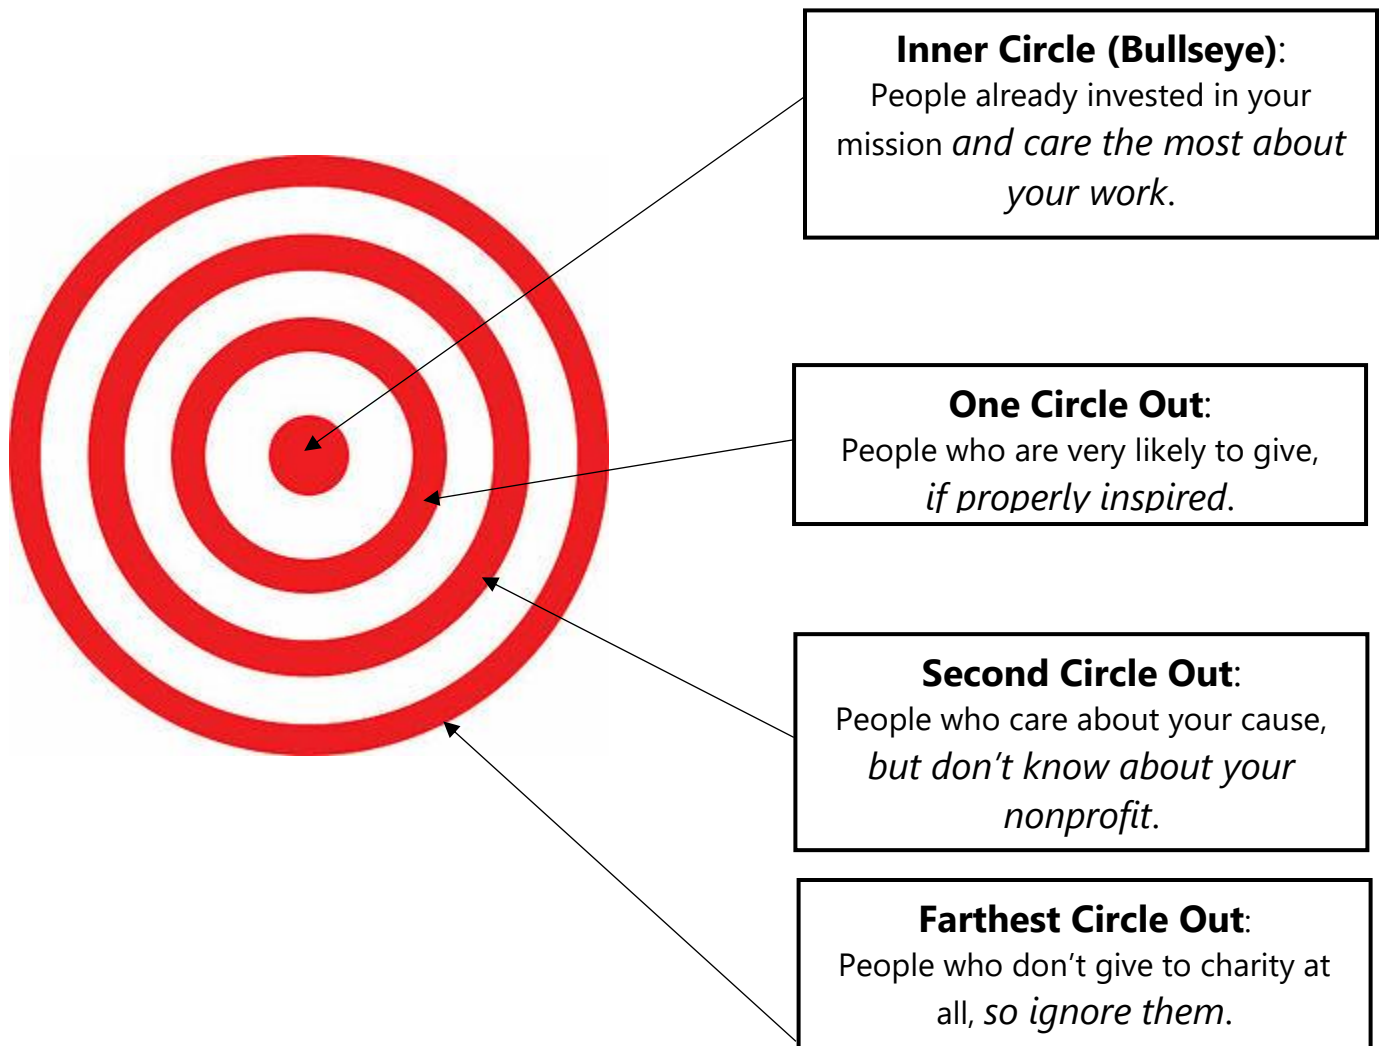 Inner Circle (Bullseye):
People already invested in your
mission and care the most about
your work.
One Circle Out:
People who are very likely to give,
if properly inspired.
Second Circle Out:
People who care about your cause,
but don’t know about your
nonprofit.
Farthest Circle Out:
People who don’t give to charity at
all, so ignore them.